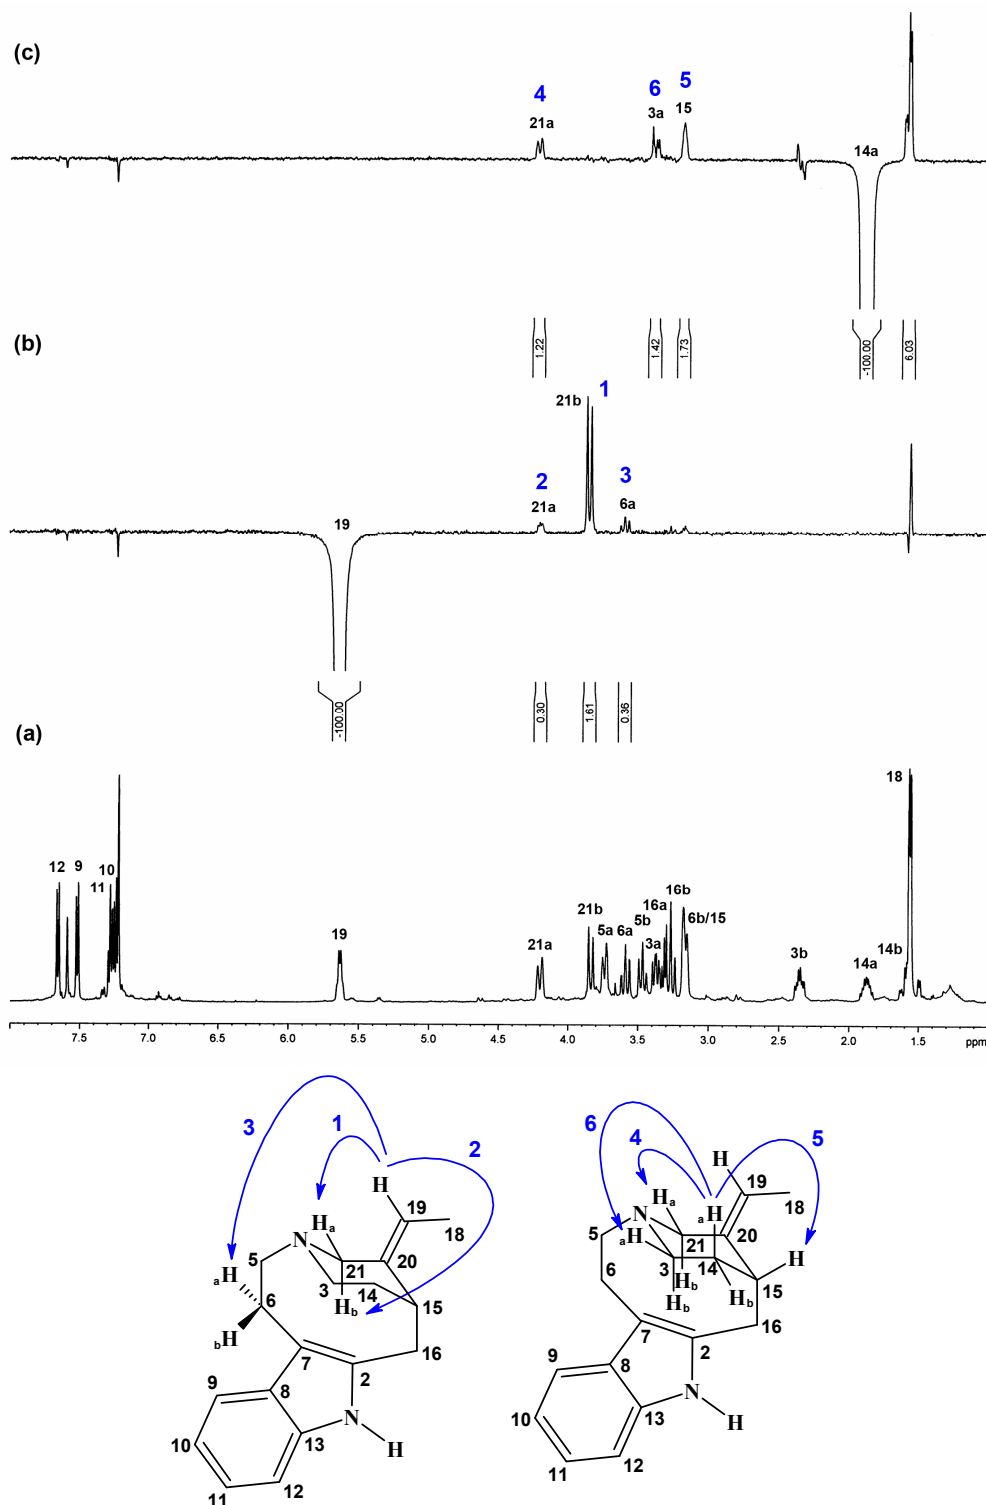 (c)
4 6 5
21a 3a 15
14a
1.22 1.42 1.73 -100.00 6.03
(b)
21b 1
2 3
19 21a 6a
-100.00 0.30 1.61 0.36
(a)
18
12 9 10
11
19 21a 21b 5a 6a 5b 3a 16a 16b 6b/15 3b 14a 14b
7.5 7.0 6.5 6.0 5.5 5.0 4.5 4.0 3.5 3.0 2.5 2.0 1.5 ppm
3 1 2
H 19
18
Ha
N 21 20
5 3 14
aH 6 Hb 15
bH
7 16
9 8 2
N
10 13 H
12
11
6 4 5
H 19
18
Ha aH
N 20
5 aH 21 H
6 3 14
Hb 15
Hb Hb
16
7
9 8 2
N
10 13 H
11 12